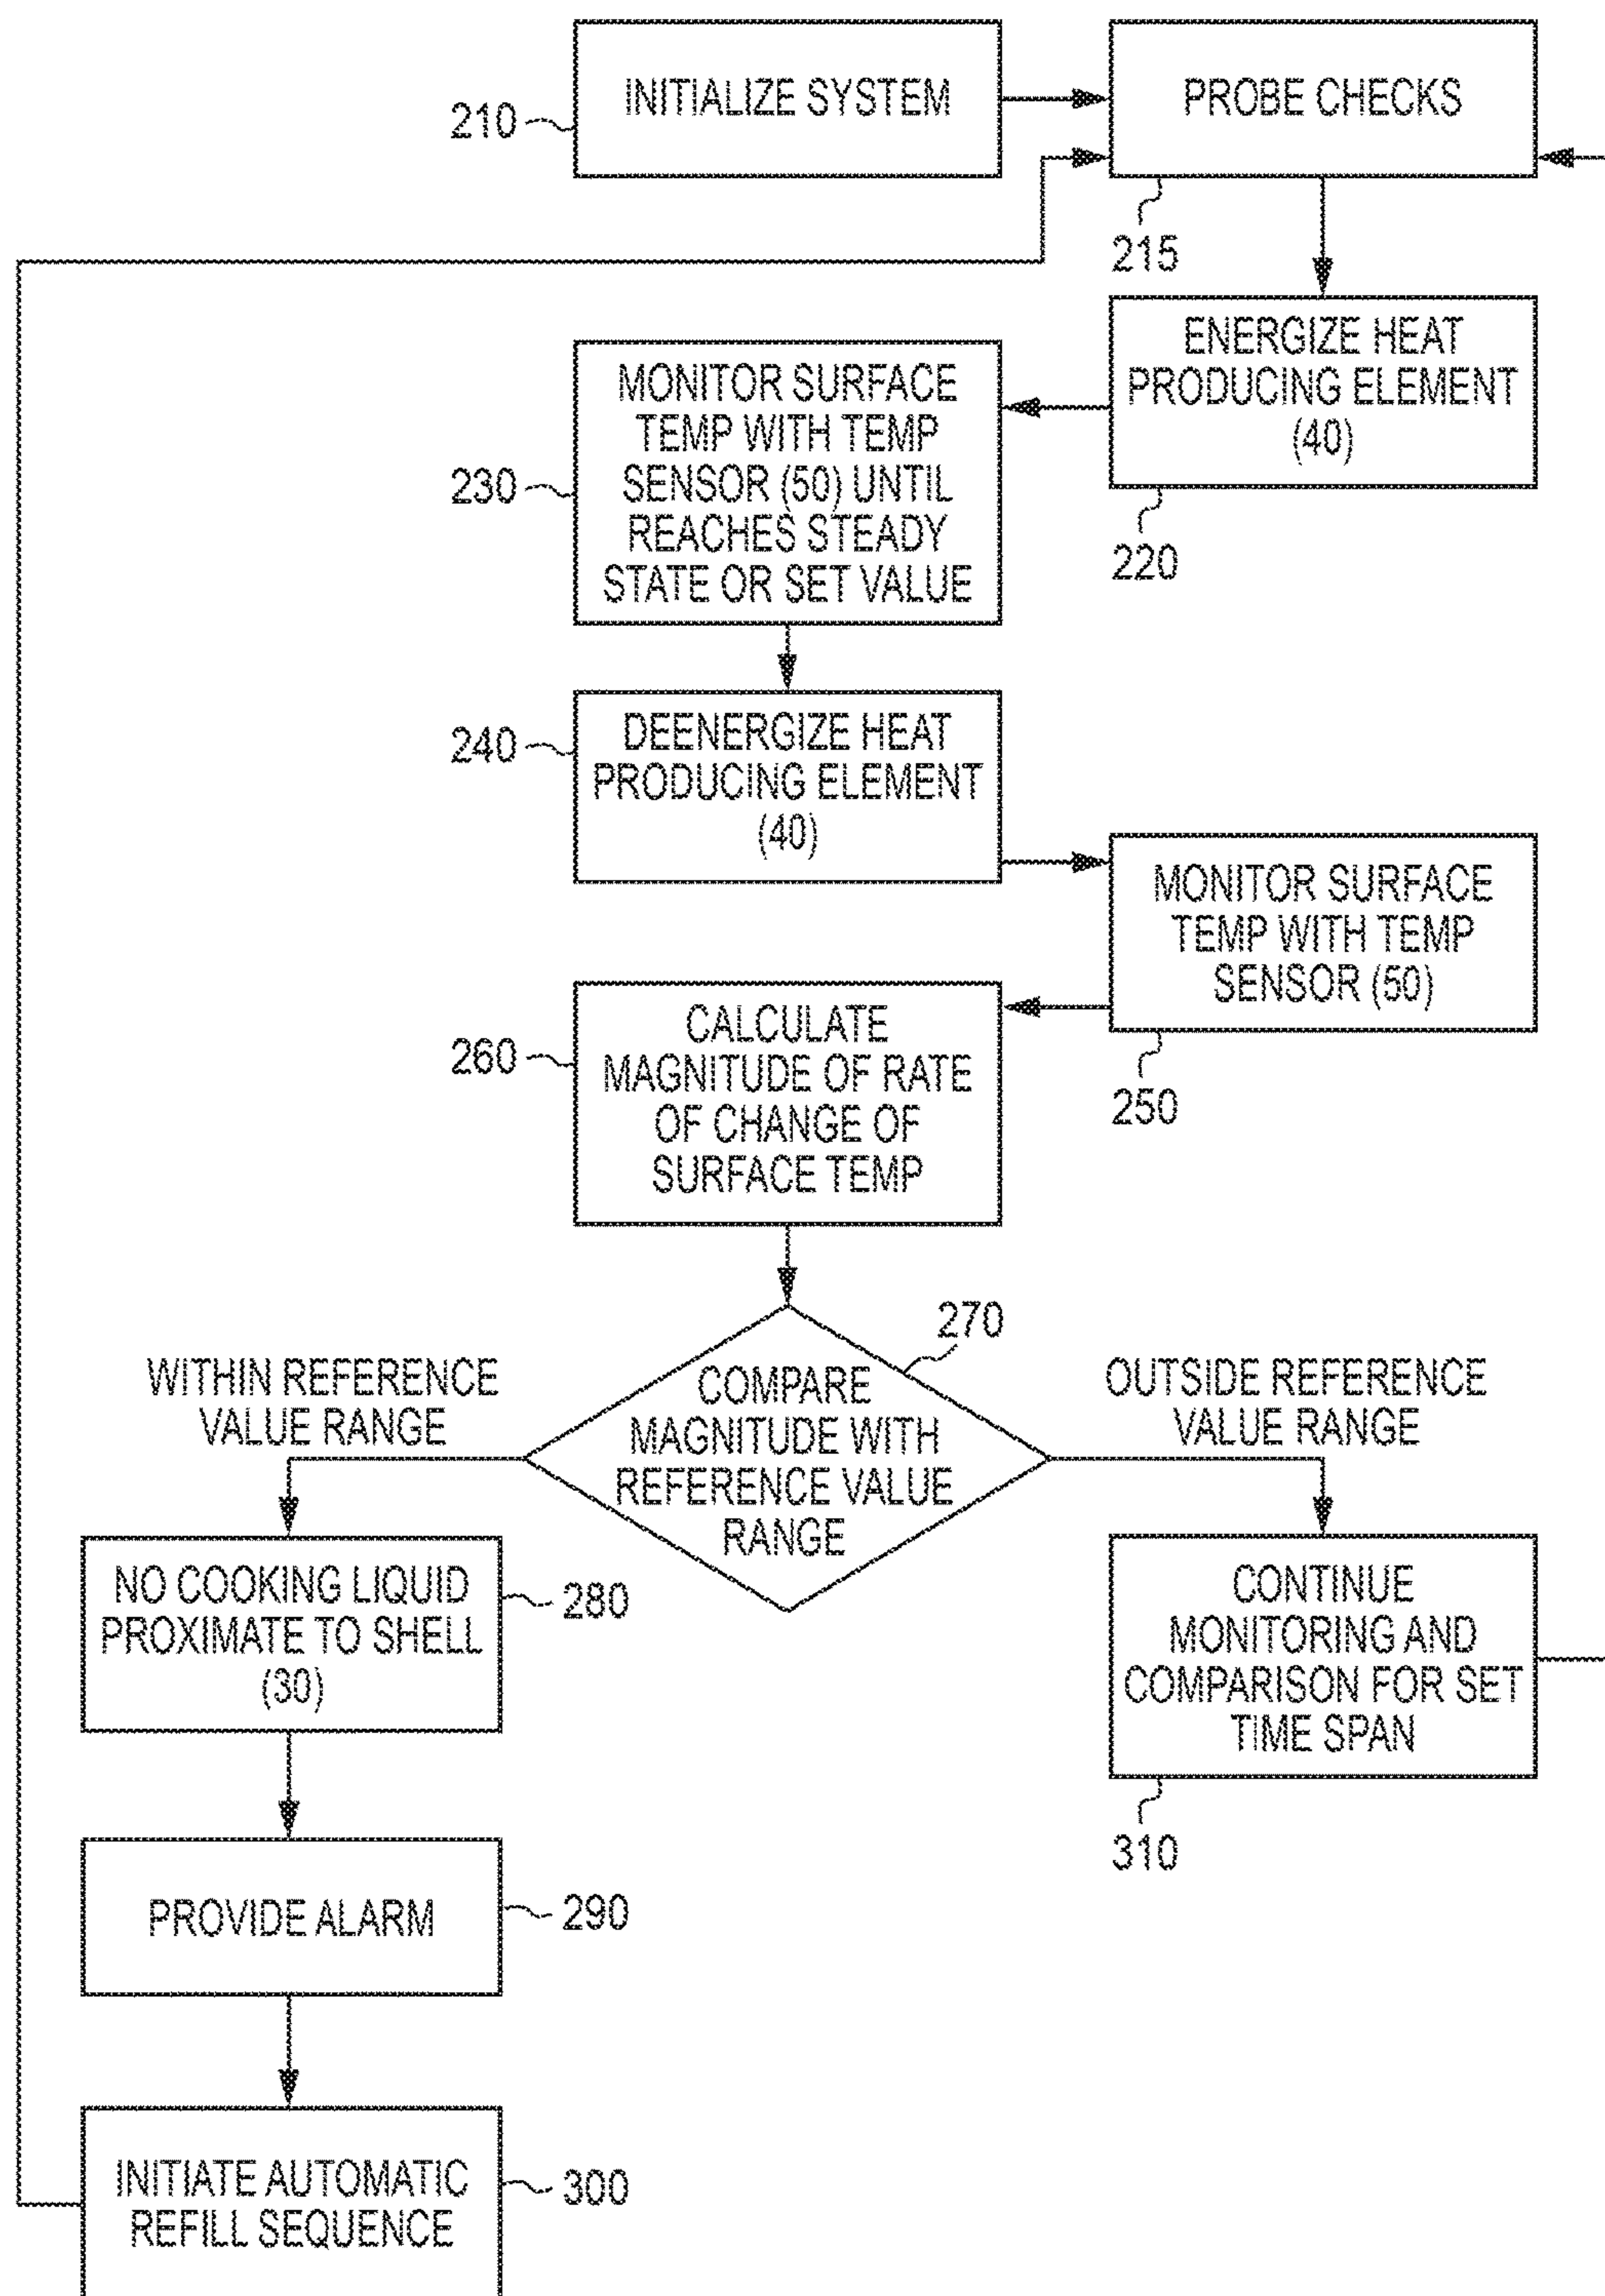 INITIALIZE SYSTEM
210
PROBE CHECKS
215
ENERGIZE HEAT
PRODUCING ELEMENT
(40)
220
MONITOR SURFACE
TEMP WITH TEMP
SENSOR (50) UNTIL
REACHES STEADY
STATE OR SET VALUE
230
DEENERGIZE HEAT
PRODUCING ELEMENT
(40)
240
MONITOR SURFACE
TEMP WITH TEMP
SENSOR (50)
250
CALCULATE
MAGNITUDE OF RATE
OF CHANGE OF
SURFACE TEMP
260
COMPARE
MAGNITUDE WITH
REFERENCE VALUE
RANGE
270
WITHIN REFERENCE
VALUE RANGE
OUTSIDE REFERENCE
VALUE RANGE
NO COOKING LIQUID
PROXIMATE TO SHELL
(30)
280
PROVIDE ALARM
290
INITIATE AUTOMATIC
REFILL SEQUENCE
300
CONTINUE
MONITORING AND
COMPARISON FOR SET
TIME SPAN
310